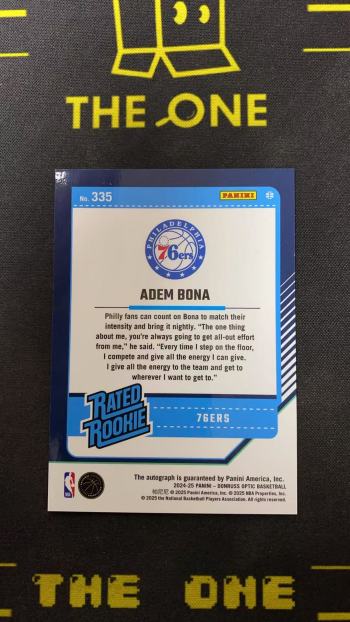 THE ONE
No. 335
PANINI
PHILADELPHIA
76ers
ADEM BONA
Philly fans can count on Bona to match their
intensity and bring it nightly. “The one thing
about me, you're always going to get all-out effort
from me,” he said. “Every time I step on the floor,
I compete and give all the energy I can give.
I give all the energy to the team and get to
wherever I want to get to.”
RATED
ROOKIE
76ERS
The autograph is guaranteed by Panini America, Inc.
2024-25 PANINI – DONRUSS OPTIC BASKETBALL
帕尼尼 © 2025 Panini America, Inc. © 2025 NBA Properties, Inc.
© 2025 the National Basketball Players Association. All rights reserved.
NBA
THE ONE